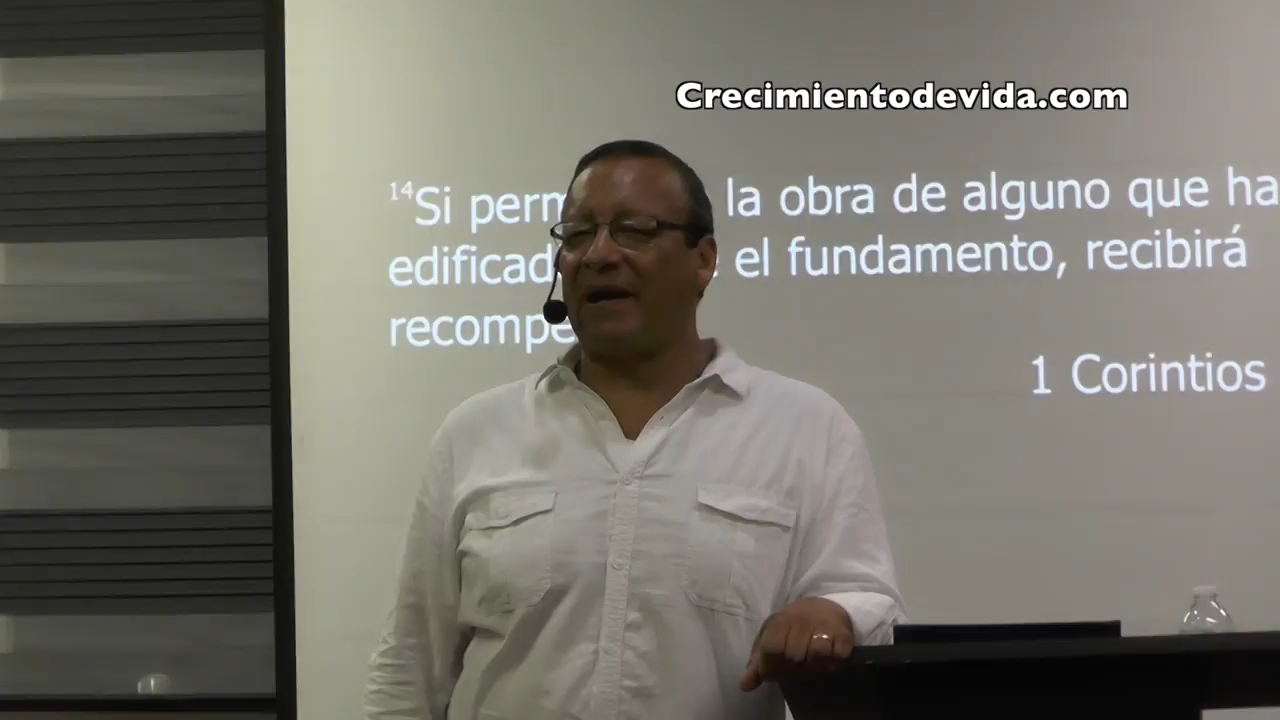 Crecimientodevida.com
14Si perm la obra de alguno que ha
edificad el fundamento, recibirá
recompe
1 Corintios